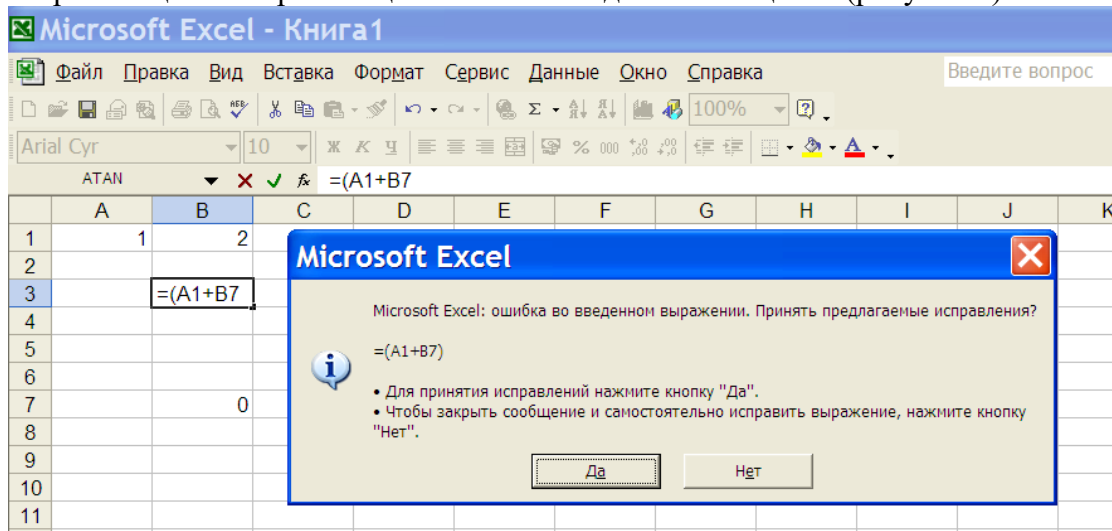 Microsoft Excel - Книга1
Файл Правка Вид Вставка Формат Сервис Данные Окно Справка Введите вопрос
100%
Arial Cyr 10 Ж К Ч % 000
ATAN =(A1+B7
A B C D E F G H I J K
1 1 2
2
3 =(A1+B7
4
5
6
7 0
8
9
10
11
Microsoft Excel
Microsoft Excel: ошибка во введенном выражении. Принять предлагаемые исправления?
=(A1+B7)
• Для принятия исправлений нажмите кнопку "Да".
• Чтобы закрыть сообщение и самостоятельно исправить выражение, нажмите кнопку
"Нет".
Да Нет